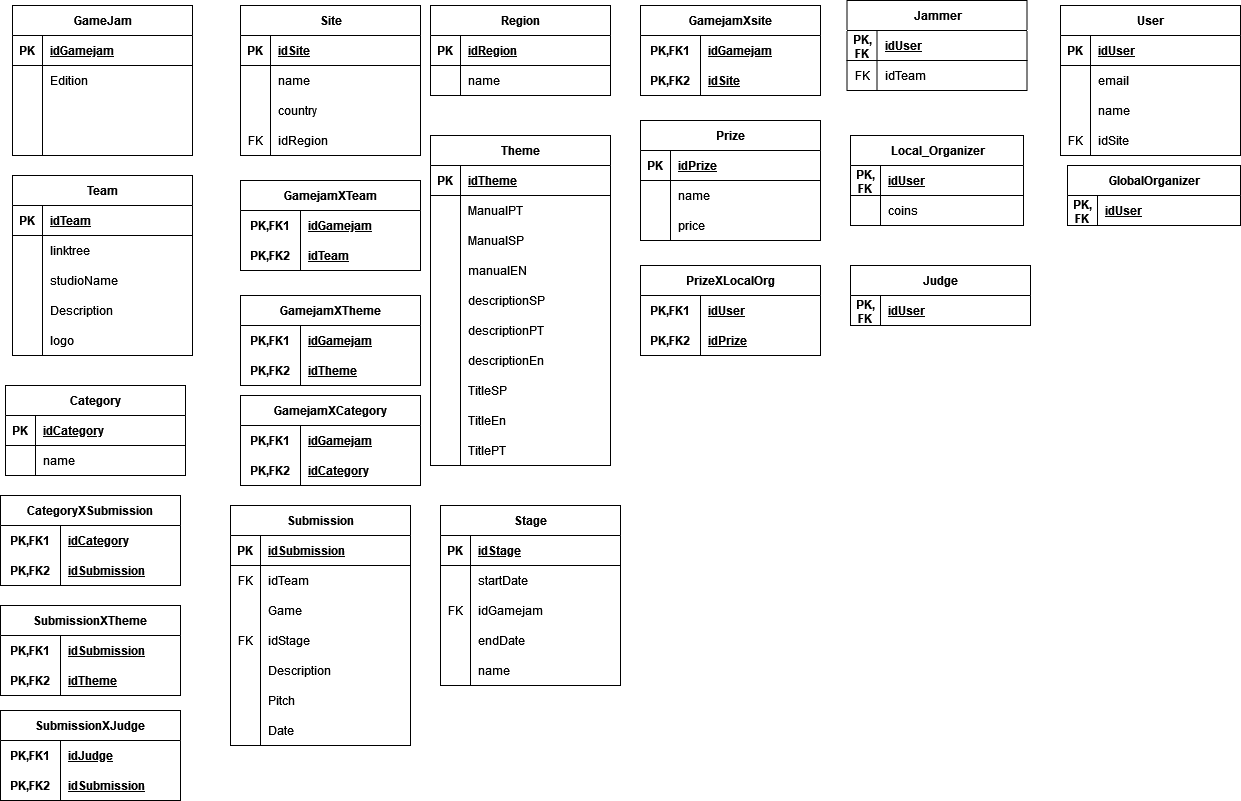 GameJam
PK idGamejam
Edition
Site
PK idSite
name
country
FK idRegion
Region
PK idRegion
name
GamejamXsite
PK,FK1 idGamejam
PK,FK2 idSite
Jammer
PK,
FK idUser
FK idTeam
User
PK idUser
email
name
FK idSite
Team
PK idTeam
linktree
studioName
Description
logo
GamejamXTeam
PK,FK1 idGamejam
PK,FK2 idTeam
Theme
PK idTheme
ManualPT
ManualSP
manualEN
descriptionSP
descriptionPT
descriptionEn
TitleSP
TitleEn
TitlePT
Prize
PK idPrize
name
price
Local_Organizer
PK,
FK idUser
coins
GlobalOrganizer
PK,
FK idUser
GamejamXTheme
PK,FK1 idGamejam
PK,FK2 idTheme
PrizeXLocalOrg
PK,FK1 idUser
PK,FK2 idPrize
Judge
PK,
FK idUser
Category
PK idCategory
name
GamejamXCategory
PK,FK1 idGamejam
PK,FK2 idCategory
CategoryXSubmission
PK,FK1 idCategory
PK,FK2 idSubmission
Submission
PK idSubmission
FK idTeam
Game
FK idStage
Description
Pitch
Date
Stage
PK idStage
startDate
FK idGamejam
endDate
name
SubmissionXTheme
PK,FK1 idSubmission
PK,FK2 idTheme
SubmissionXJudge
PK,FK1 idJudge
PK,FK2 idSubmission